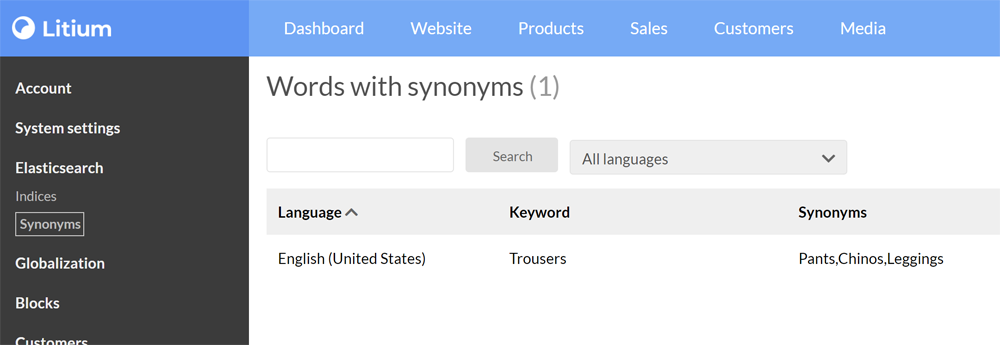 Litium
Dashboard Website Products Sales Customers Media
Account
System settings
Elasticsearch
Indices
Synonyms
Globalization
Blocks
Customers
Words with synonyms (1)
Search All languages
Language Keyword Synonyms
English (United States) Trousers Pants,Chinos,Leggings